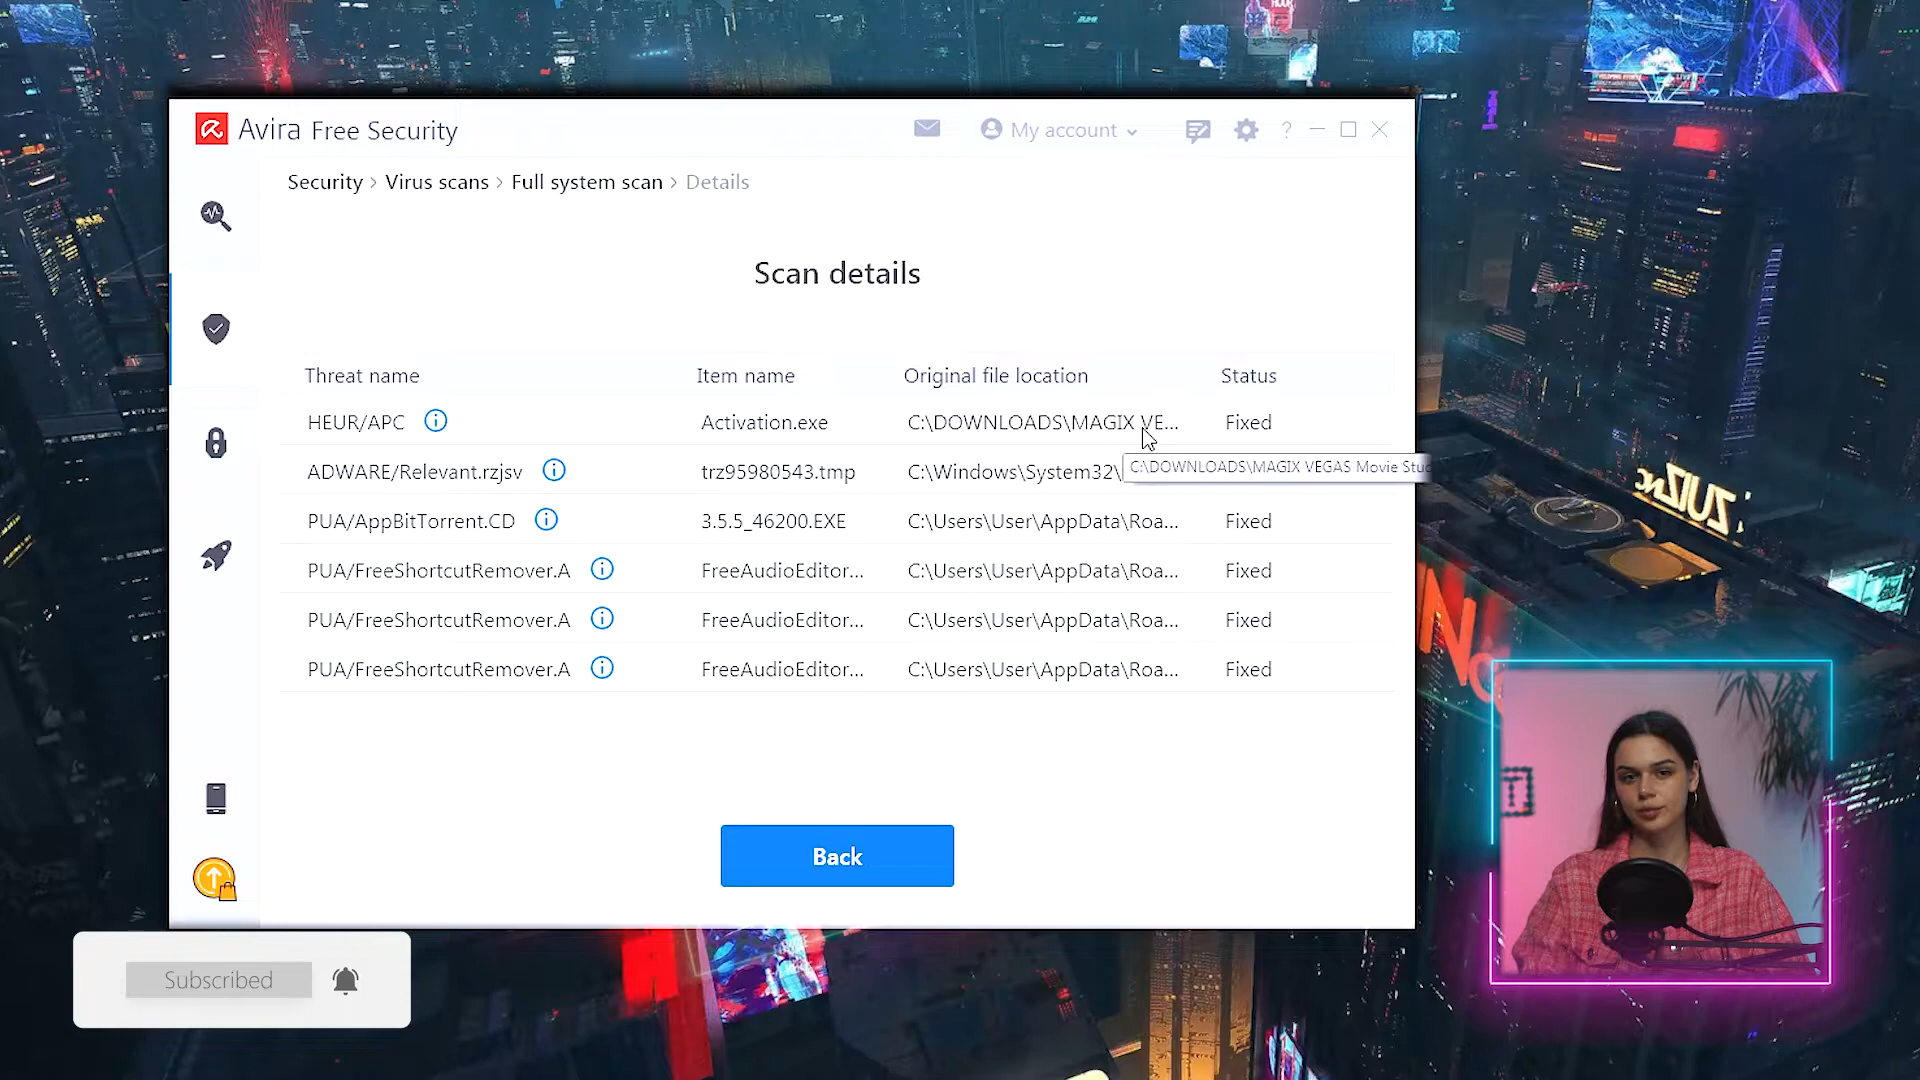 Avira Free Security
My account
?
Security > Virus scans > Full system scan > Details
Scan details
Threat name Item name Original file location Status
HEUR/APC Activation.exe C:\DOWNLOADS\MAGIX VE... Fixed
C:\DOWNLOADS\MAGIX VEGAS Movie Stu
ADWARE/Relevant.rzjsv trz95980543.tmp C:\Windows\System32\
PUA/AppBitTorrent.CD 3.5.5_46200.EXE C:\Users\User\AppData\Roa... Fixed
PUA/FreeShortcutRemover.A FreeAudioEditor... C:\Users\User\AppData\Roa... Fixed
PUA/FreeShortcutRemover.A FreeAudioEditor... C:\Users\User\AppData\Roa... Fixed
PUA/FreeShortcutRemover.A FreeAudioEditor... C:\Users\User\AppData\Roa... Fixed
Back
Subscribed